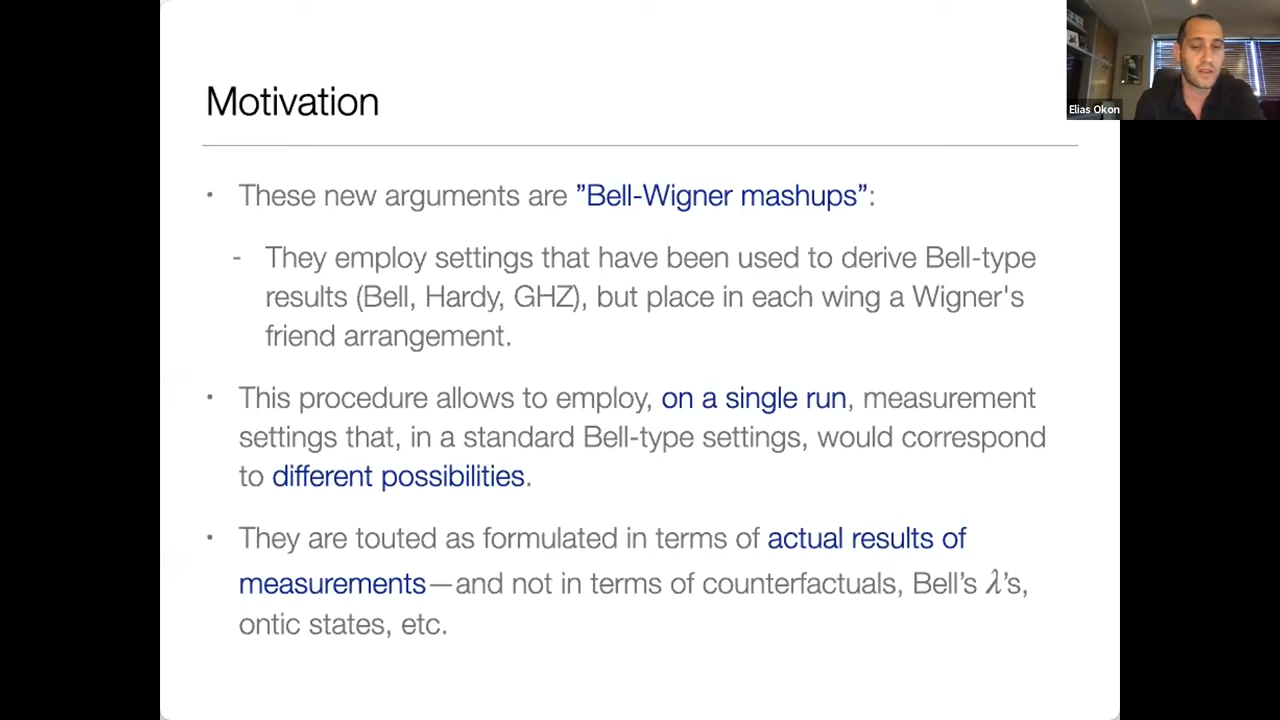 Motivation
Elias Okon
• These new arguments are ”Bell-Wigner mashups”:
- They employ settings that have been used to derive Bell-type
results (Bell, Hardy, GHZ), but place in each wing a Wigner's
friend arrangement.
• This procedure allows to employ, on a single run, measurement
settings that, in a standard Bell-type settings, would correspond
to different possibilities.
• They are touted as formulated in terms of actual results of
measurements—and not in terms of counterfactuals, Bell’s λ’s,
ontic states, etc.